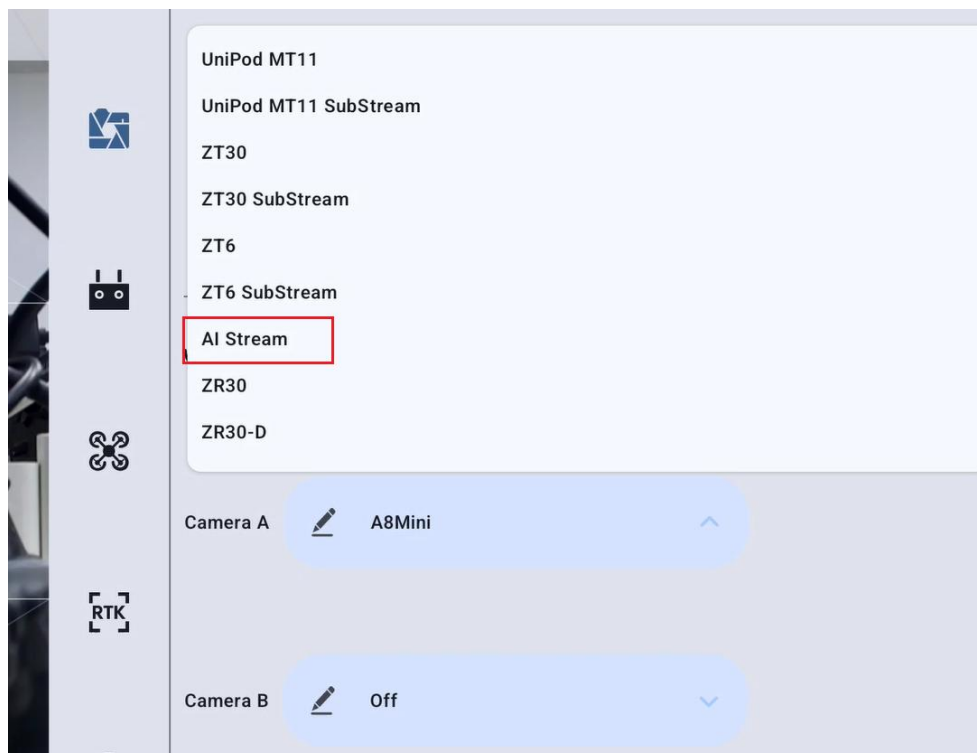 UniPod MT11
UniPod MT11 SubStream
ZT30
ZT30 SubStream
ZT6
ZT6 SubStream
AI Stream
ZR30
ZR30-D
Camera A A8Mini
RTK
Camera B Off